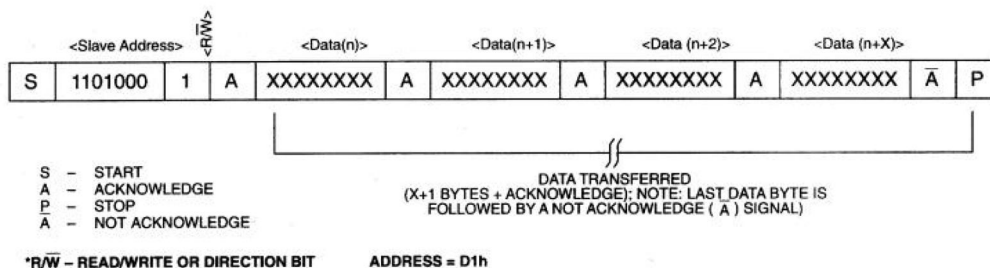 <R/W̅>
<Slave Address> <Data(n)> <Data(n+1)> <Data (n+2)> <Data (n+X)>
S 1101000 1 A XXXXXXXX A XXXXXXXX A XXXXXXXX A XXXXXXXX A̅ P
DATA TRANSFERRED
(X+1 BYTES + ACKNOWLEDGE); NOTE: LAST DATA BYTE IS
FOLLOWED BY A NOT ACKNOWLEDGE ( A̅ ) SIGNAL)
S – START
A – ACKNOWLEDGE
P – STOP
A̅ – NOT ACKNOWLEDGE
*R/W̅ – READ/WRITE OR DIRECTION BIT ADDRESS = D1h